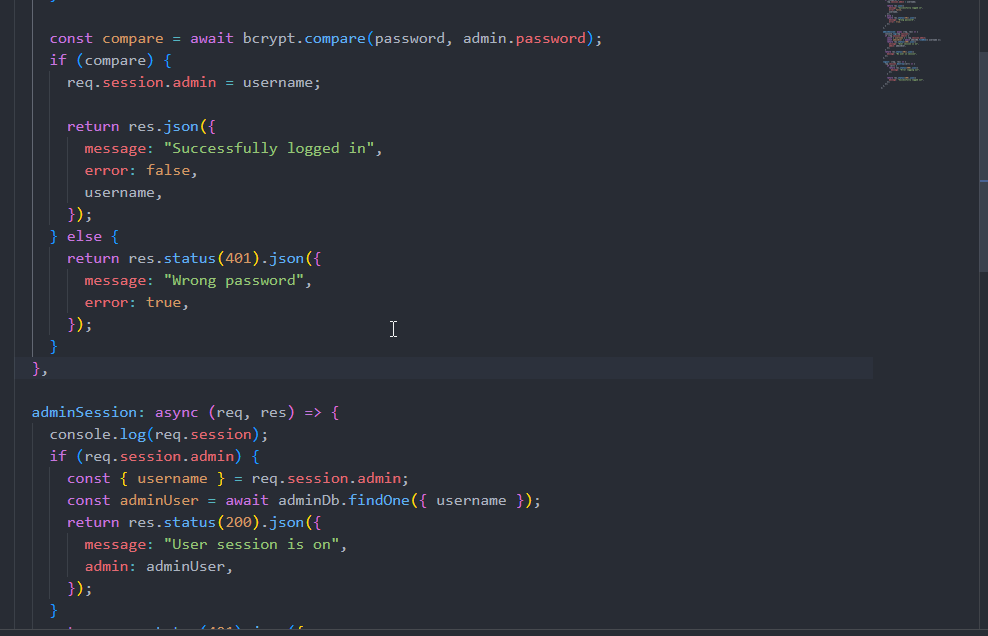 const compare = await bcrypt.compare(password, admin.password);
if (compare) {
req.session.admin = username;
return res.json({
message: "Successfully logged in",
error: false,
username,
});
} else {
return res.status(401).json({
message: "Wrong password",
error: true,
});
}
},
adminSession: async (req, res) => {
console.log(req.session);
if (req.session.admin) {
const { username } = req.session.admin;
const adminUser = await adminDb.findOne({ username });
return res.status(200).json({
message: "User session is on",
admin: adminUser,
});
}